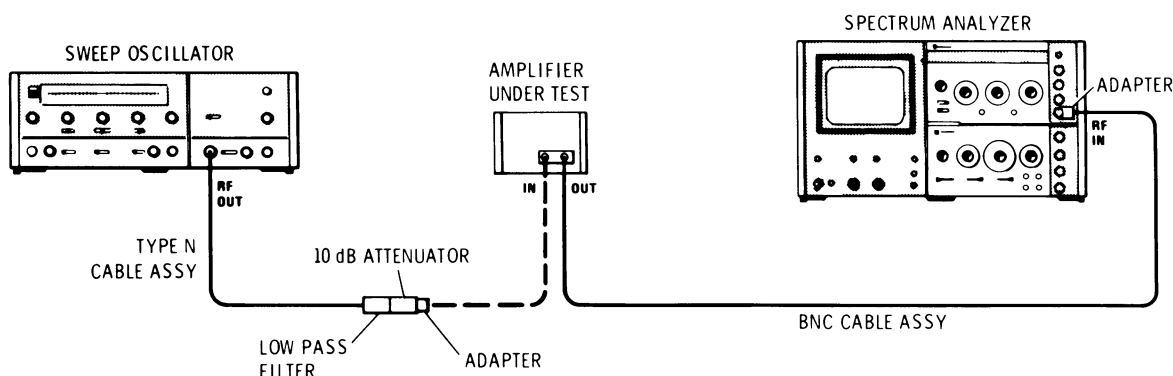 SPECTRUM ANALYZER
SWEEP OSCILLATOR
AMPLIFIER
UNDER TEST
ADAPTER
RF
IN
IN
OUT
RF
OUT
TYPE N
CABLE ASSY
10 dB ATTENUATOR
BNC CABLE ASSY
LOW PASS
FILTER
ADAPTER